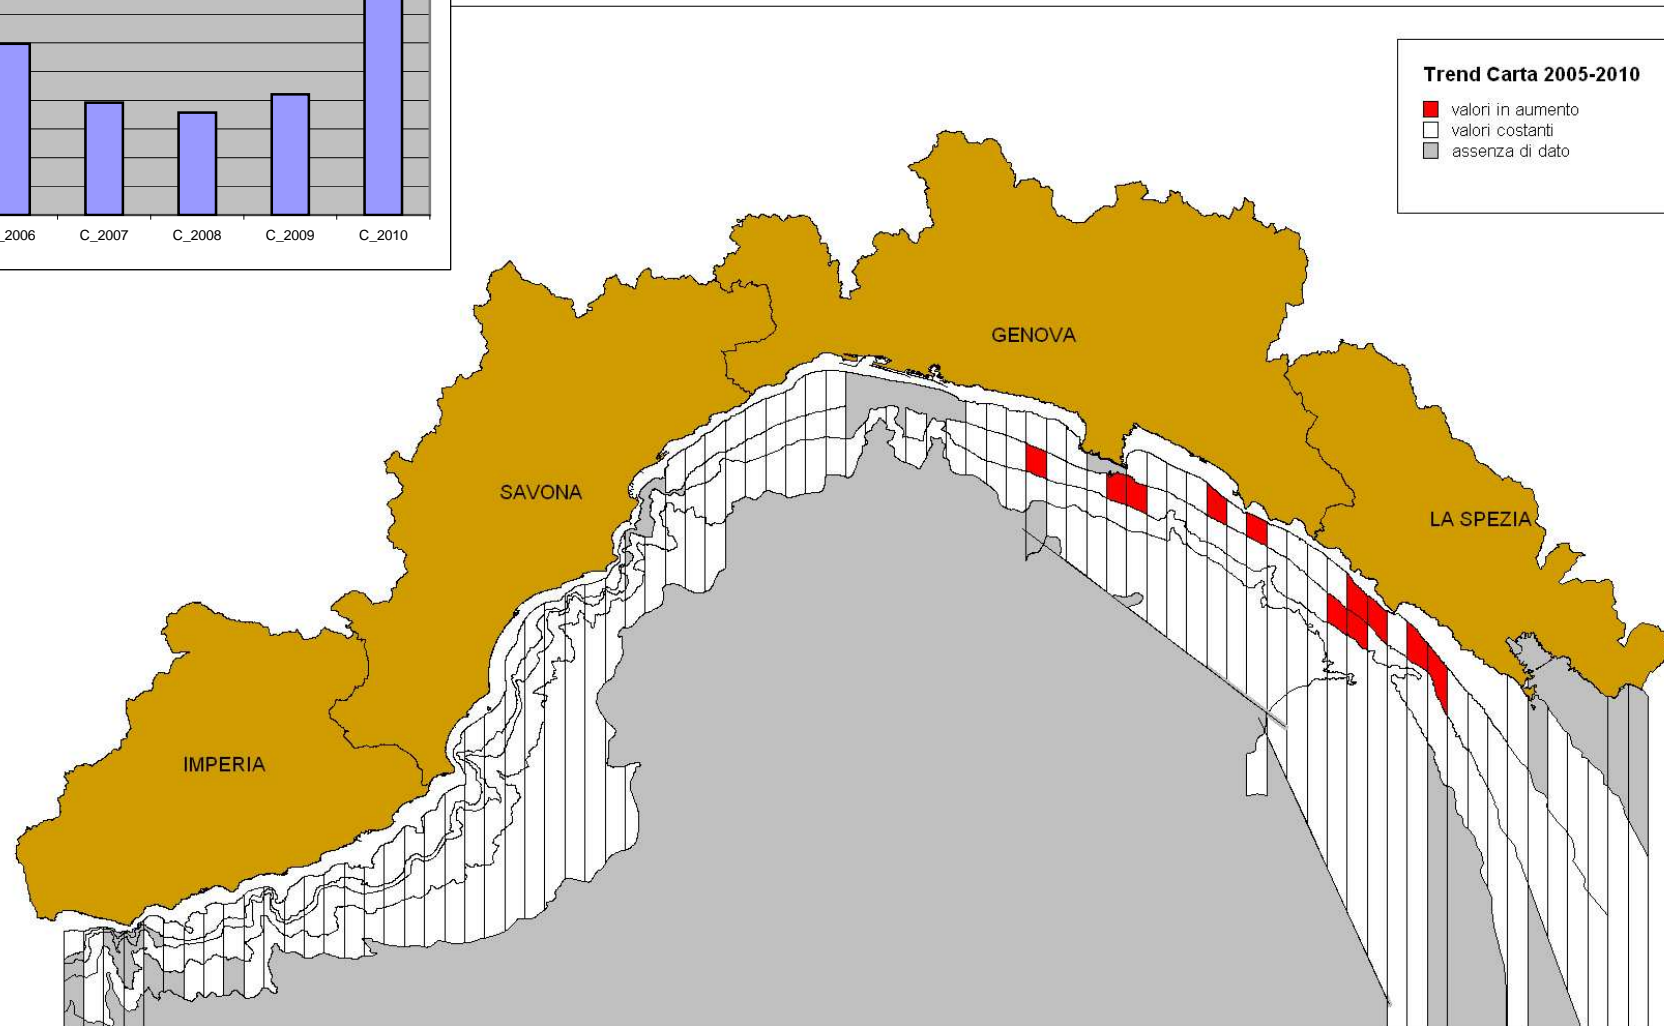 _2006 C_2007 C_2008 C_2009 C_2010
Trend Carta 2005-2010
valori in aumento
valori costanti
assenza di dato
GENOVA
SAVONA
LA SPEZIA
IMPERIA